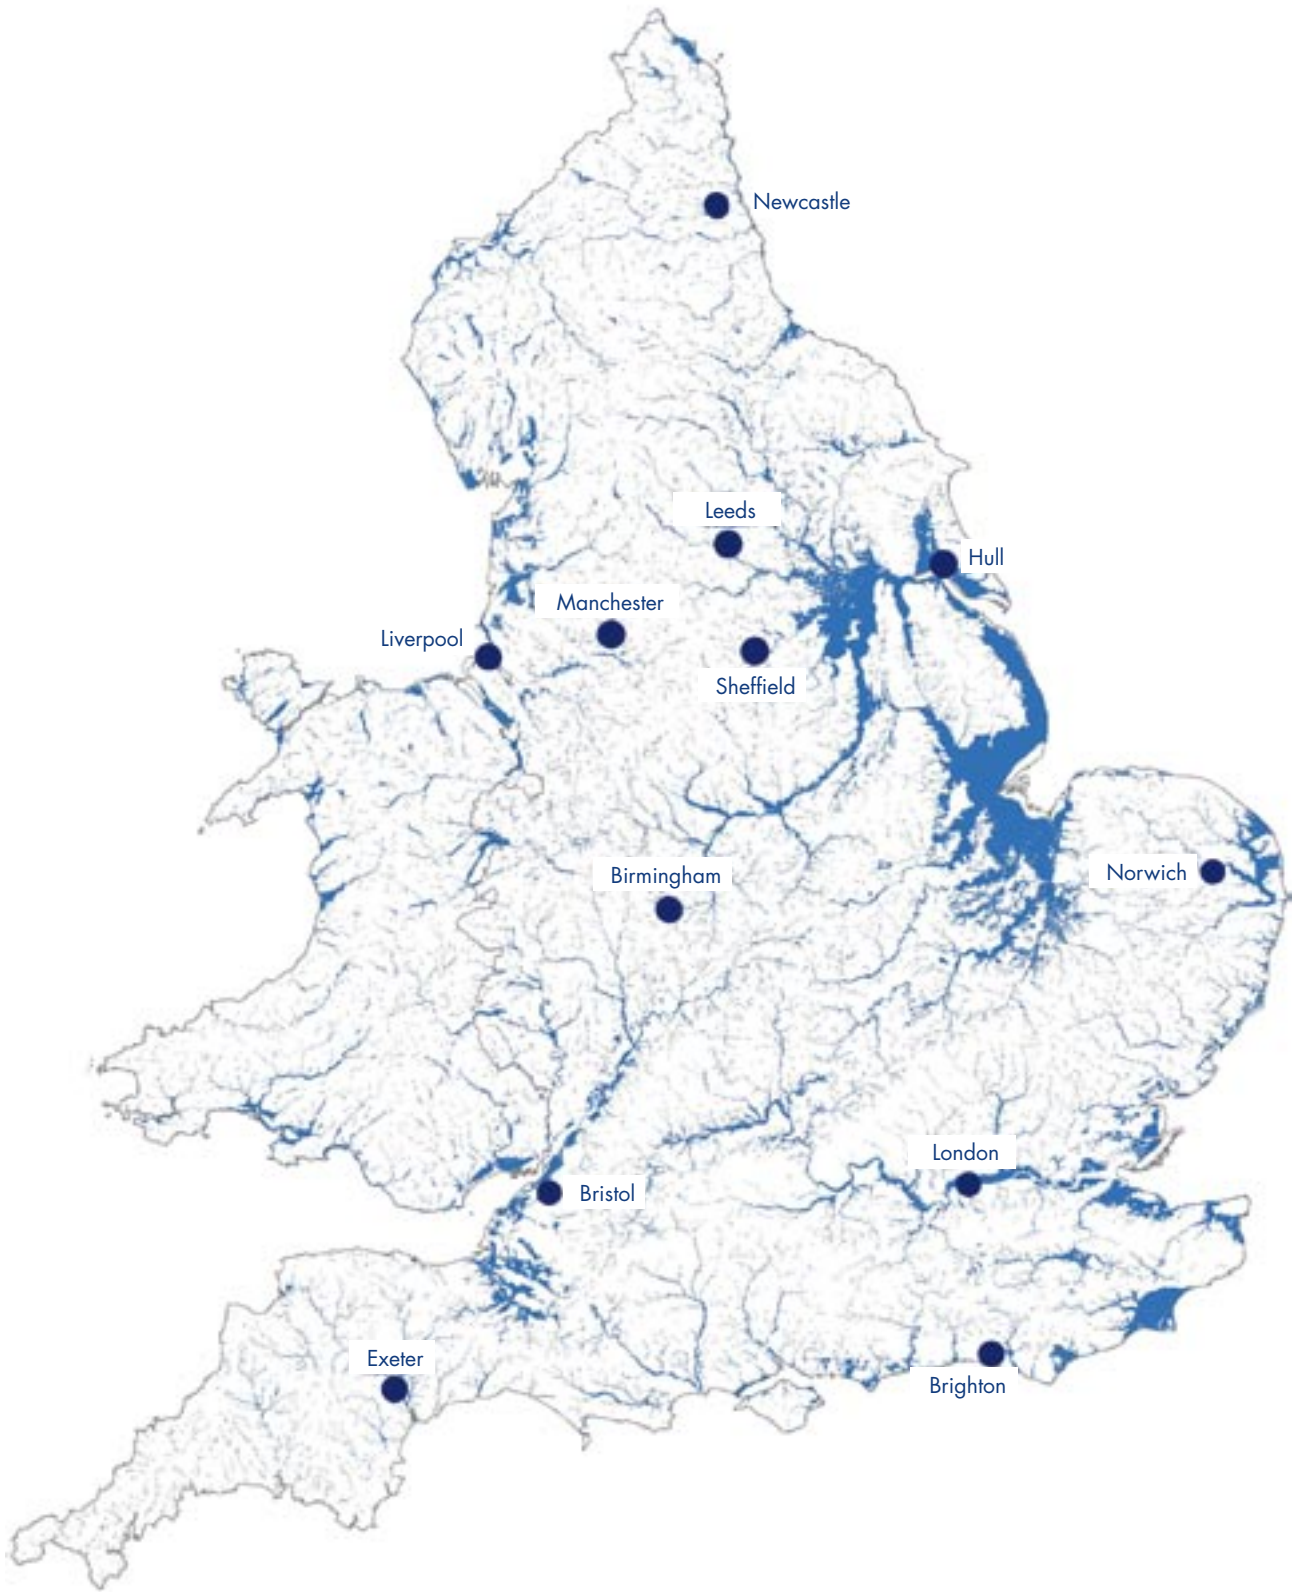 Newcastle
Leeds
Hull
Manchester
Liverpool
Sheffield
Birmingham
Norwich
London
Bristol
Exeter
Brighton